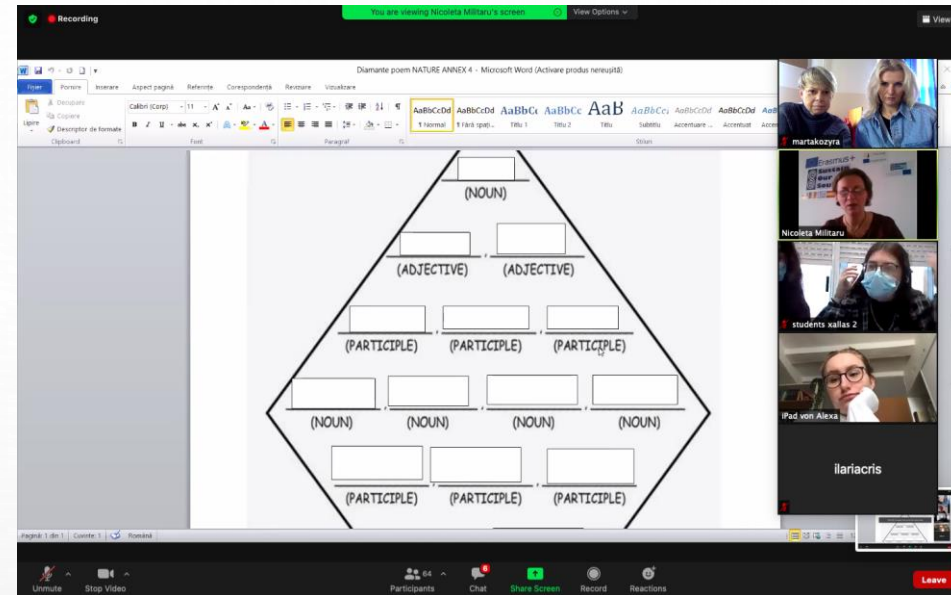 Recording
You are viewing Nicoleta Militaru's screen
View Options
View
Diamante poem NATURE ANNEX 4 - Microsoft Word (Activare produs nereușită)
Fișier Pornire Inserare Aspect pagină Referințe Corespondență Revizuire Vizualizare
Lipire
Decupare
Copiere
Descriptor de formate
Clipboard
Calibri (Corp) 11
Font
Paragraf
AaBbCcDd AaBbCcDd AaBbCc AaBbCc AaB AaBbCci AaBbCcDd AaBbCcDd
¶ Normal ¶ Fără spați... Titlu 1 Titlu 2 Titlu Subtitlu Accentuare ... Accentuat
Stiluri
(NOUN)
(ADJECTIVE) , (ADJECTIVE)
(PARTICIPLE) , (PARTICIPLE) , (PARTICIPLE)
(NOUN) , (NOUN) , (NOUN) , (NOUN)
(PARTICIPLE) , (PARTICIPLE) , (PARTICIPLE)
martakozyra
Erasmus+
Nicoleta Militaru
students xallas 2
iPad von Alexa
ilariacris
Pagină: 1 din 1 Cuvinte: 1 Română
Unmute
Stop Video
64
Participants
6
Chat
Share Screen
Record
Reactions
Leave